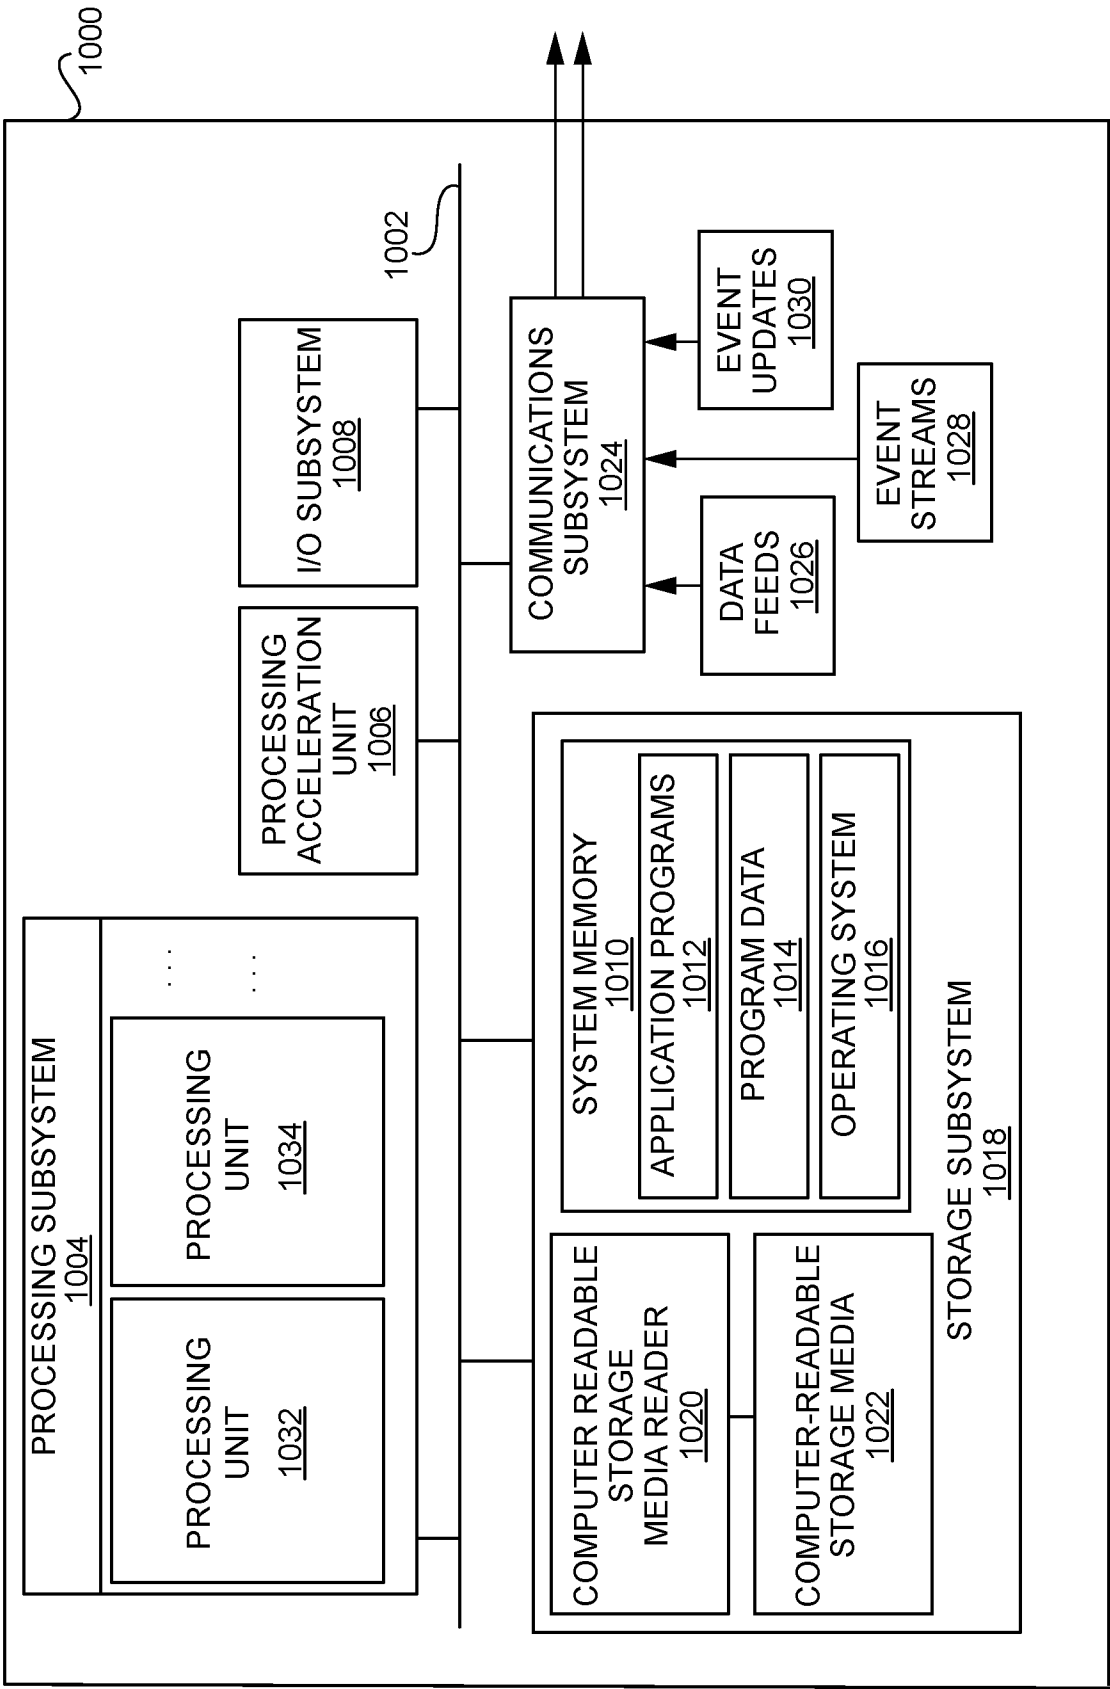 1000
PROCESSING SUBSYSTEM
1004
PROCESSING
UNIT
1032
PROCESSING
UNIT
1034
...
...
PROCESSING
ACCELERATION
UNIT
1006
I/O SUBSYSTEM
1008
1002
COMPUTER READABLE
STORAGE
MEDIA READER
1020
COMPUTER-READABLE
STORAGE MEDIA
1022
SYSTEM MEMORY
1010
APPLICATION PROGRAMS
1012
PROGRAM DATA
1014
OPERATING SYSTEM
1016
STORAGE SUBSYSTEM
1018
COMMUNICATIONS
SUBSYSTEM
1024
DATA
FEEDS
1026
EVENT
STREAMS
1028
EVENT
UPDATES
1030